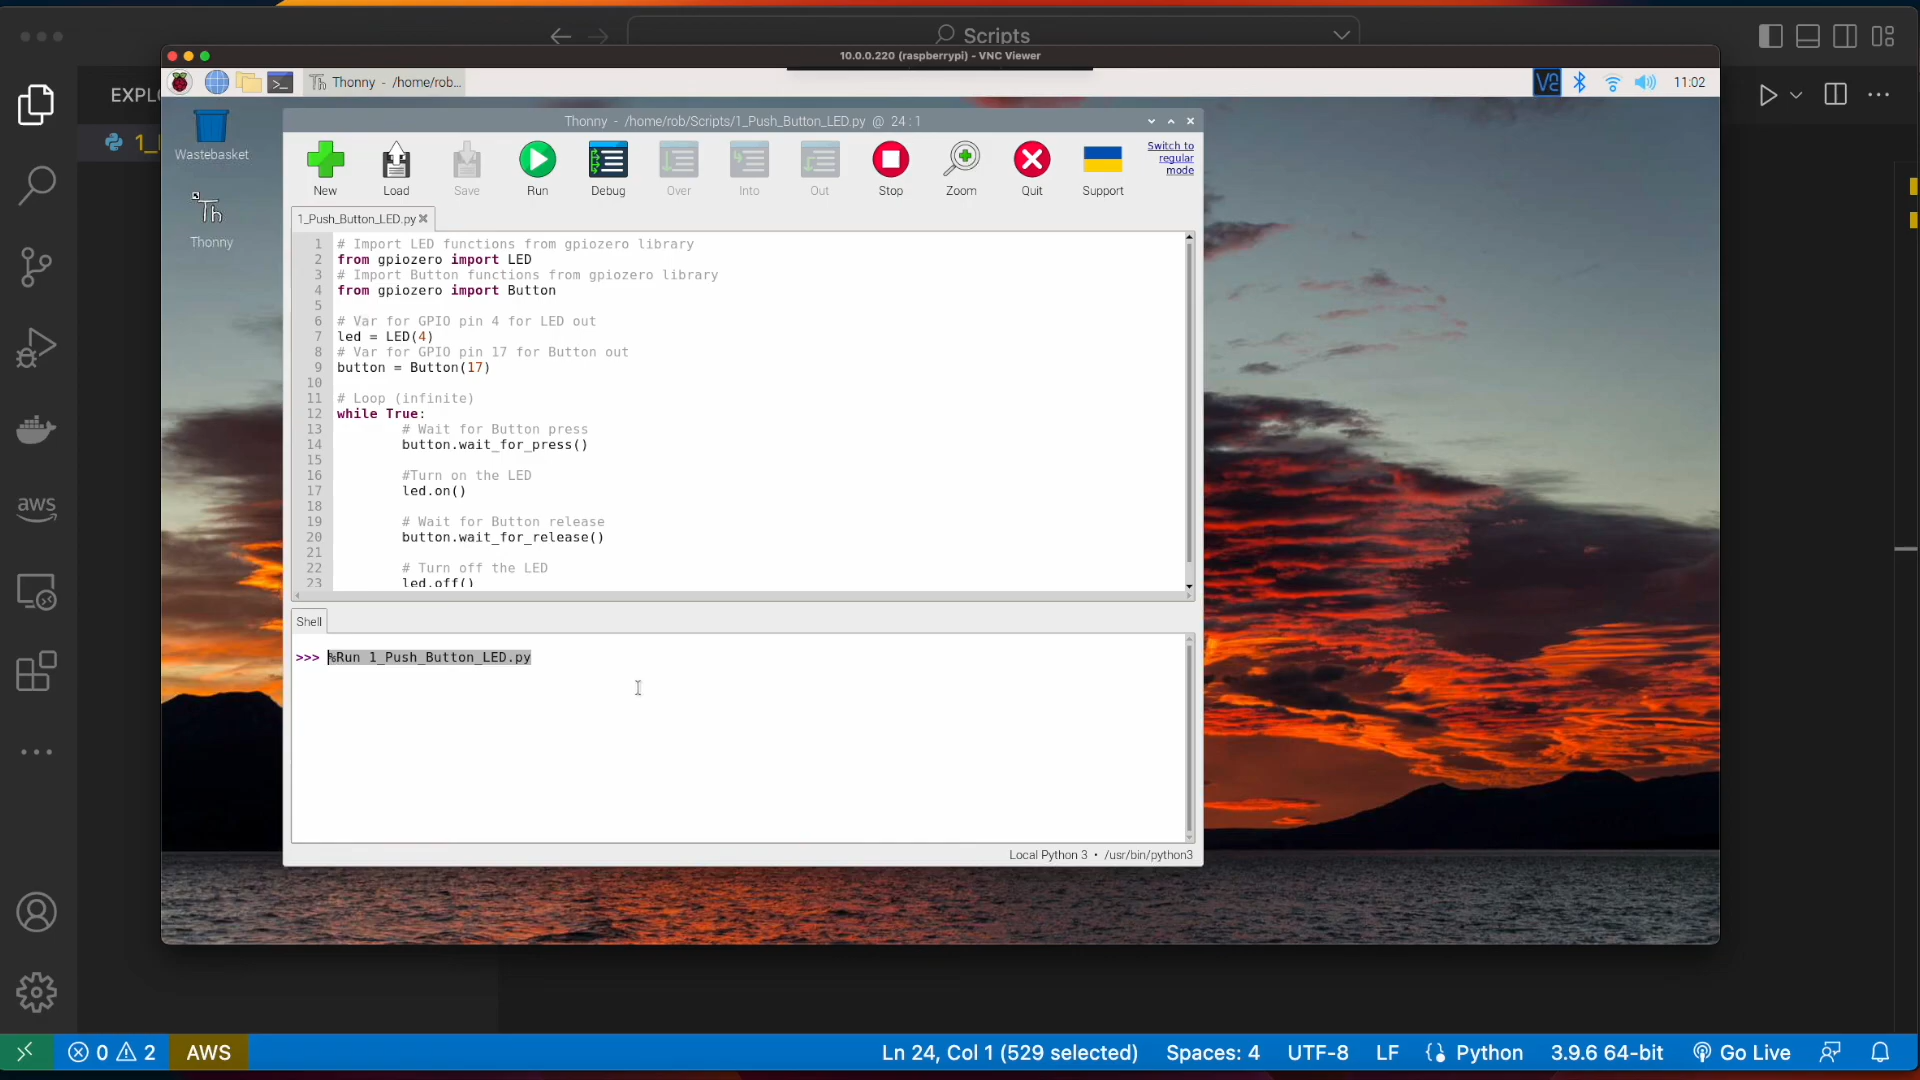 Scripts
10.0.0.220 (raspberrypi) - VNC Viewer
Thonny - /home/rob...
11:02
EXPLO
1_
Wastebasket
Thonny
Thonny - /home/rob/Scripts/1_Push_Button_LED.py @ 24 : 1
New Load Save Run Debug Over Into Out Stop Zoom Quit Support
Switch to
regular
mode
1_Push_Button_LED.py
1 # Import LED functions from gpiozero library
2 from gpiozero import LED
3 # Import Button functions from gpiozero library
4 from gpiozero import Button
5
6 # Var for GPIO pin 4 for LED out
7 led = LED(4)
8 # Var for GPIO pin 17 for Button out
9 button = Button(17)
10
11 # Loop (infinite)
12 while True:
13 # Wait for Button press
14 button.wait_for_press()
15
16 #Turn on the LED
17 led.on()
18
19 # Wait for Button release
20 button.wait_for_release()
21
22 # Turn off the LED
23 led.off()
Shell
>>> %Run 1_Push_Button_LED.py
Local Python 3 • /usr/bin/python3
aws
0 2 AWS Ln 24, Col 1 (529 selected) Spaces: 4 UTF-8 LF Python 3.9.6 64-bit Go Live